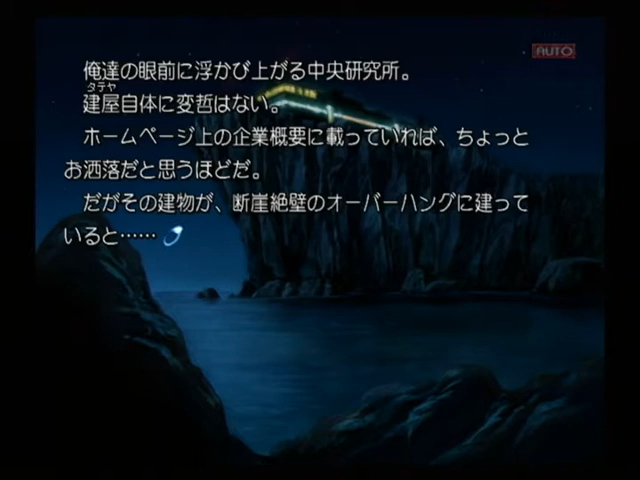 AUTO
俺達の眼前に浮かび上がる中央研究所。
タテヤ
建屋自体に変哲はない。
ホームページ上の企業概要に載っていれば、ちょっと
お洒落だと思うほどだ。
だがその建物が、断崖絶壁のオーバーハングに建って
いると……